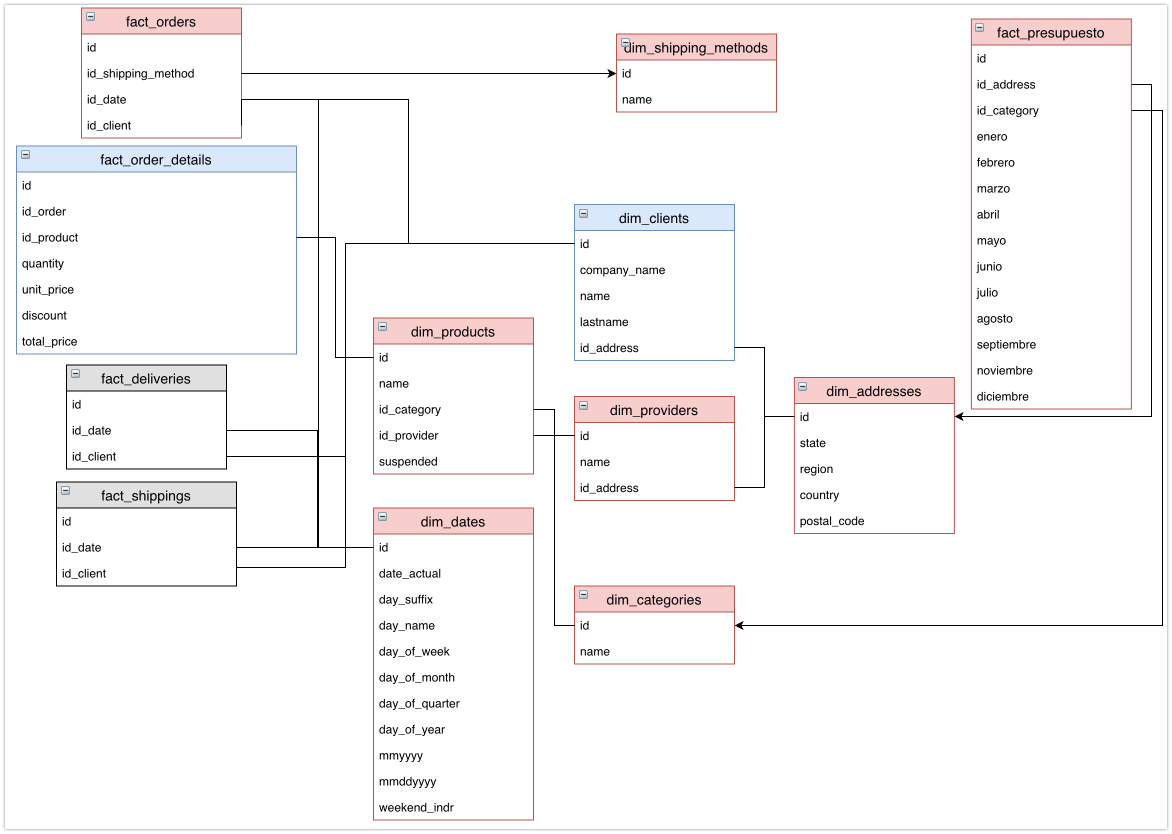 fact_orders
id
id_shipping_method
id_date
id_client
dim_shipping_methods
id
name
fact_presupuesto
id
id_address
id_category
enero
febrero
marzo
abril
mayo
junio
julio
agosto
septiembre
noviembre
diciembre
fact_order_details
id
id_order
id_product
quantity
unit_price
discount
total_price
dim_clients
id
company_name
name
lastname
id_address
dim_products
id
name
id_category
id_provider
suspended
fact_deliveries
id
id_date
id_client
dim_providers
id
name
id_address
dim_addresses
id
state
region
country
postal_code
fact_shippings
id
id_date
id_client
dim_dates
id
date_actual
day_suffix
day_name
day_of_week
day_of_month
day_of_quarter
day_of_year
mmyyyy
mmddyyyy
weekend_indr
dim_categories
id
name